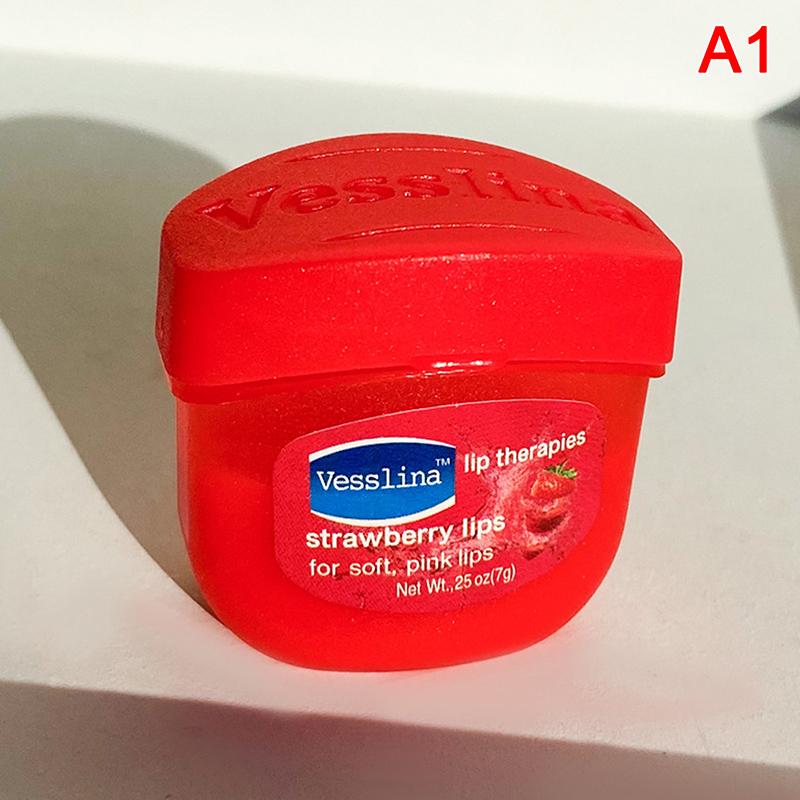 A1
Vesslina
Vesslina™ lip therapies
strawberry lips
for soft, pink lips
Net Wt.,25 oz(7g)